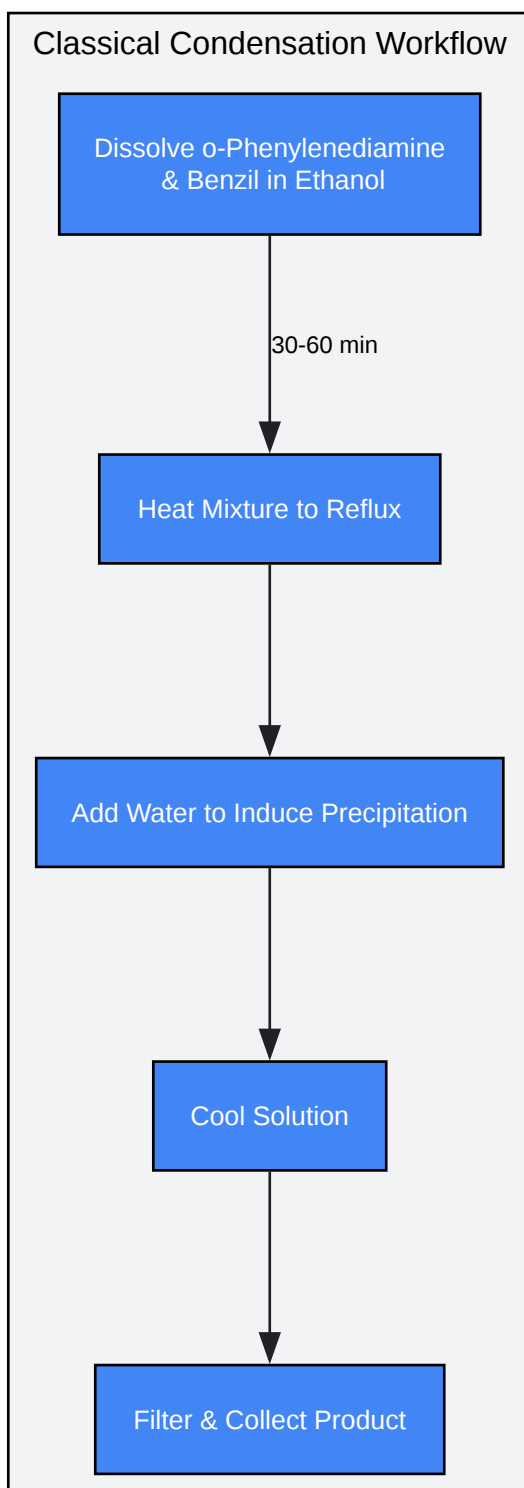 Classical Condensation Workflow
Dissolve o-Phenylenediamine
& Benzil in Ethanol
30-60 min
Heat Mixture to Reflux
Add Water to Induce Precipitation
Cool Solution
Filter & Collect Product